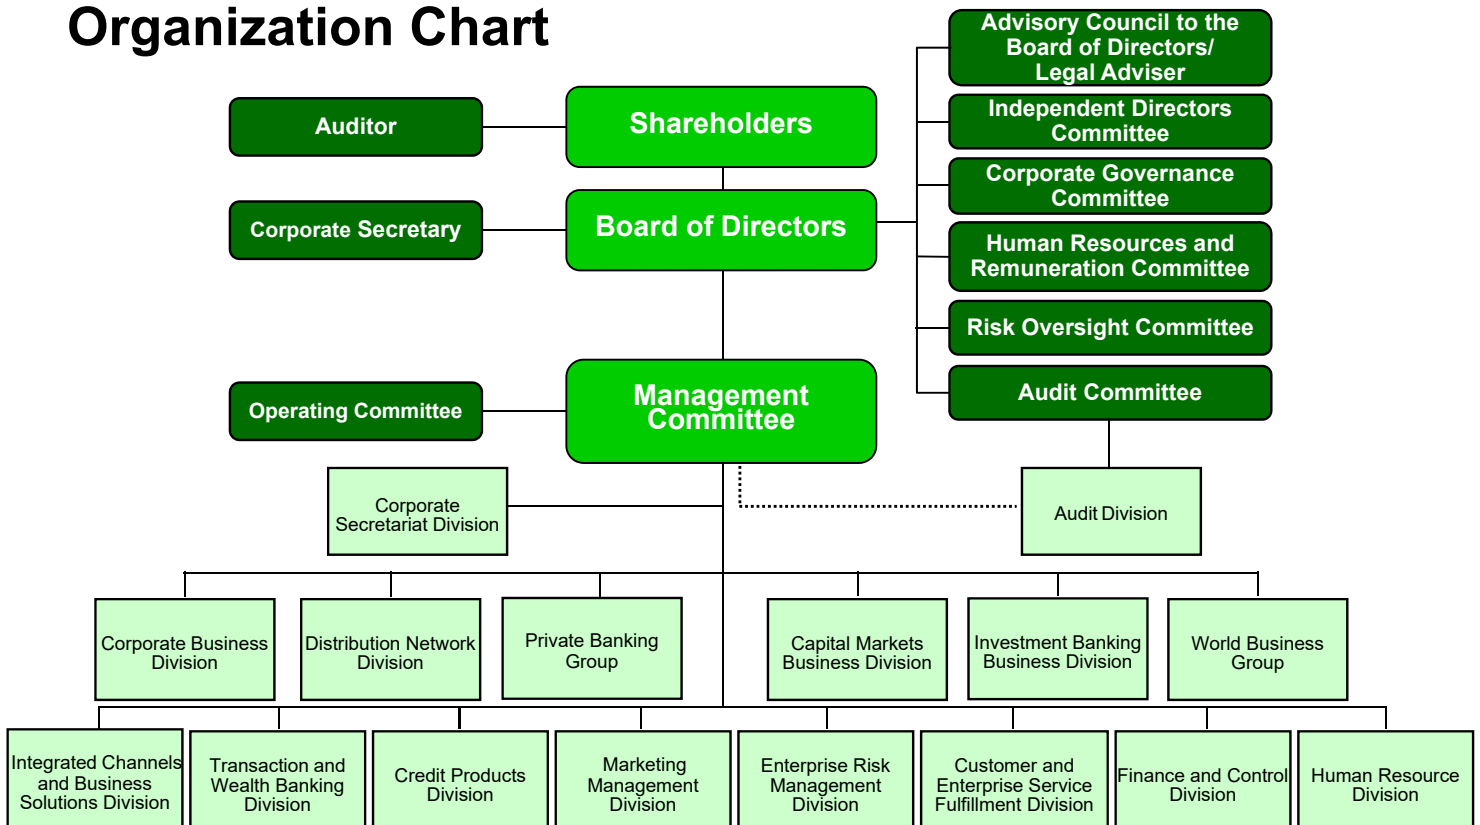 Organization Chart
Advisory Council to the
Board of Directors/
Legal Adviser
Auditor
Shareholders
Independent Directors
Committee
Corporate Governance
Committee
Corporate Secretary
Board of Directors
Human Resources and
Remuneration Committee
Risk Oversight Committee
Operating Committee
Management
Committee
Audit Committee
Corporate
Secretariat Division
Audit Division
Corporate Business
Division
Distribution Network
Division
Private Banking
Group
Capital Markets
Business Division
Investment Banking
Business Division
World Business
Group
Integrated Channels
and Business
Solutions Division
Transaction and
Wealth Banking
Division
Credit Products
Division
Marketing
Management
Division
Enterprise Risk
Management
Division
Customer and
Enterprise Service
Fulfillment Division
Finance and Control
Division
Human Resource
Division